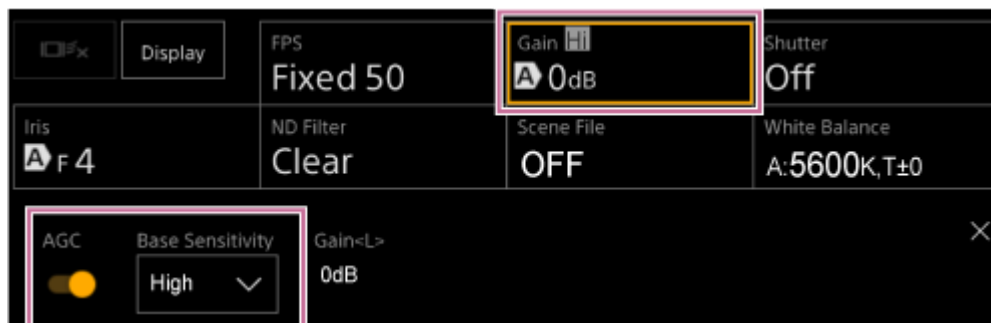 Display
FPS
Fixed 50
Gain Hi
A 0dB
Shutter
Off
Iris
A F 4
ND Filter
Clear
Scene File
OFF
White Balance
A:5600K,T±0
AGC
Base Sensitivity
High
Gain<L>
0dB